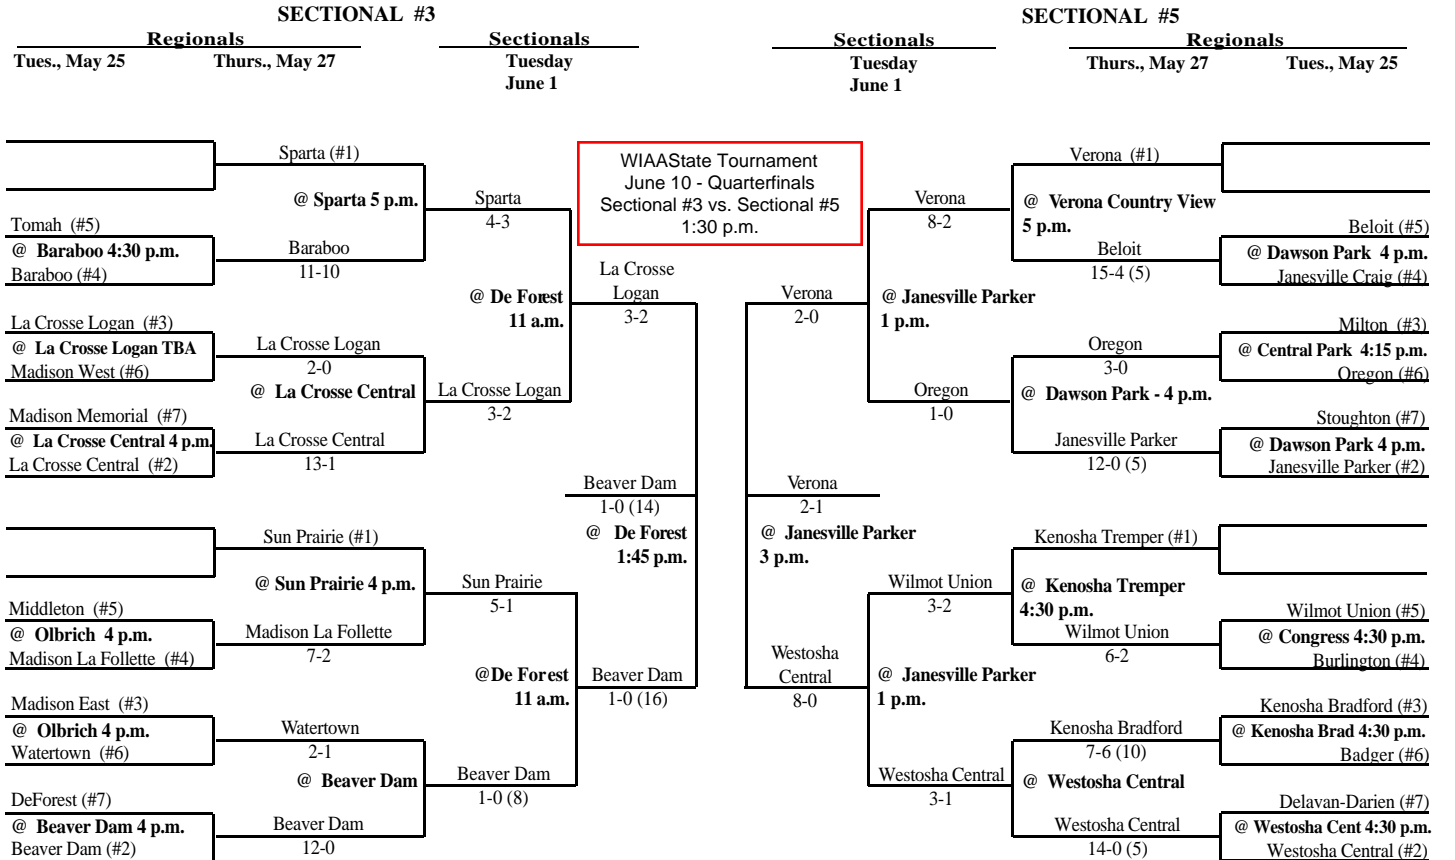 SECTIONAL #3
Regionals
Sectionals
Tues., May 25
Thurs., May 27
Tuesday
June 1
SECTIONAL #5
Sectionals
Regionals
Tuesday
June 1
Thurs., May 27
Tues., May 25
WIAAState Tournament
June 10 - Quarterfinals
Sectional #3 vs. Sectional #5
1:30 p.m.
Tomah (#5)
@ Baraboo 4:30 p.m.
Baraboo (#4)
La Crosse Logan (#3)
@ La Crosse Logan TBA
Madison West (#6)
Madison Memorial (#7)
@ La Crosse Central 4 p.m.
La Crosse Central (#2)
Middleton (#5)
@ Olbrich 4 p.m.
Madison La Follette (#4)
Madison East (#3)
@ Olbrich 4 p.m.
Watertown (#6)
DeForest (#7)
@ Beaver Dam 4 p.m.
Beaver Dam (#2)
Sparta (#1)
@ Sparta 5 p.m.
Baraboo
11-10
La Crosse Logan
2-0
@ La Crosse Central
La Crosse Central
13-1
Sun Prairie (#1)
@ Sun Prairie 4 p.m.
Madison La Follette
7-2
Watertown
2-1
@ Beaver Dam
Beaver Dam
12-0
Sparta
4-3
@ De Forest
11 a.m.
La Crosse Logan
3-2
Sun Prairie
5-1
@De Forest
11 a.m.
Beaver Dam
1-0 (8)
La Crosse
Logan
3-2
Beaver Dam
1-0 (14)
@ De Forest
1:45 p.m.
Beaver Dam
1-0 (16)
Verona
2-0
Verona
2-1
@ Janesville Parker
3 p.m.
Westosha
Central
8-0
Verona
8-2
@ Janesville Parker
1 p.m.
Oregon
1-0
Wilmot Union
3-2
@ Janesville Parker
1 p.m.
Westosha Central
3-1
Verona (#1)
@ Verona Country View
5 p.m.
Beloit
15-4 (5)
Oregon
3-0
@ Dawson Park - 4 p.m.
Janesville Parker
12-0 (5)
Kenosha Tremper (#1)
@ Kenosha Tremper
4:30 p.m.
Wilmot Union
6-2
Kenosha Bradford
7-6 (10)
@ Westosha Central
Westosha Central
14-0 (5)
Beloit (#5)
@ Dawson Park 4 p.m.
Janesville Craig (#4)
Milton (#3)
@ Central Park 4:15 p.m.
Oregon (#6)
Stoughton (#7)
@ Dawson Park 4 p.m.
Janesville Parker (#2)
Wilmot Union (#5)
@ Congress 4:30 p.m.
Burlington (#4)
Kenosha Bradford (#3)
@ Kenosha Brad 4:30 p.m.
Badger (#6)
Delavan-Darien (#7)
@ Westosha Cent 4:30 p.m.
Westosha Central (#2)